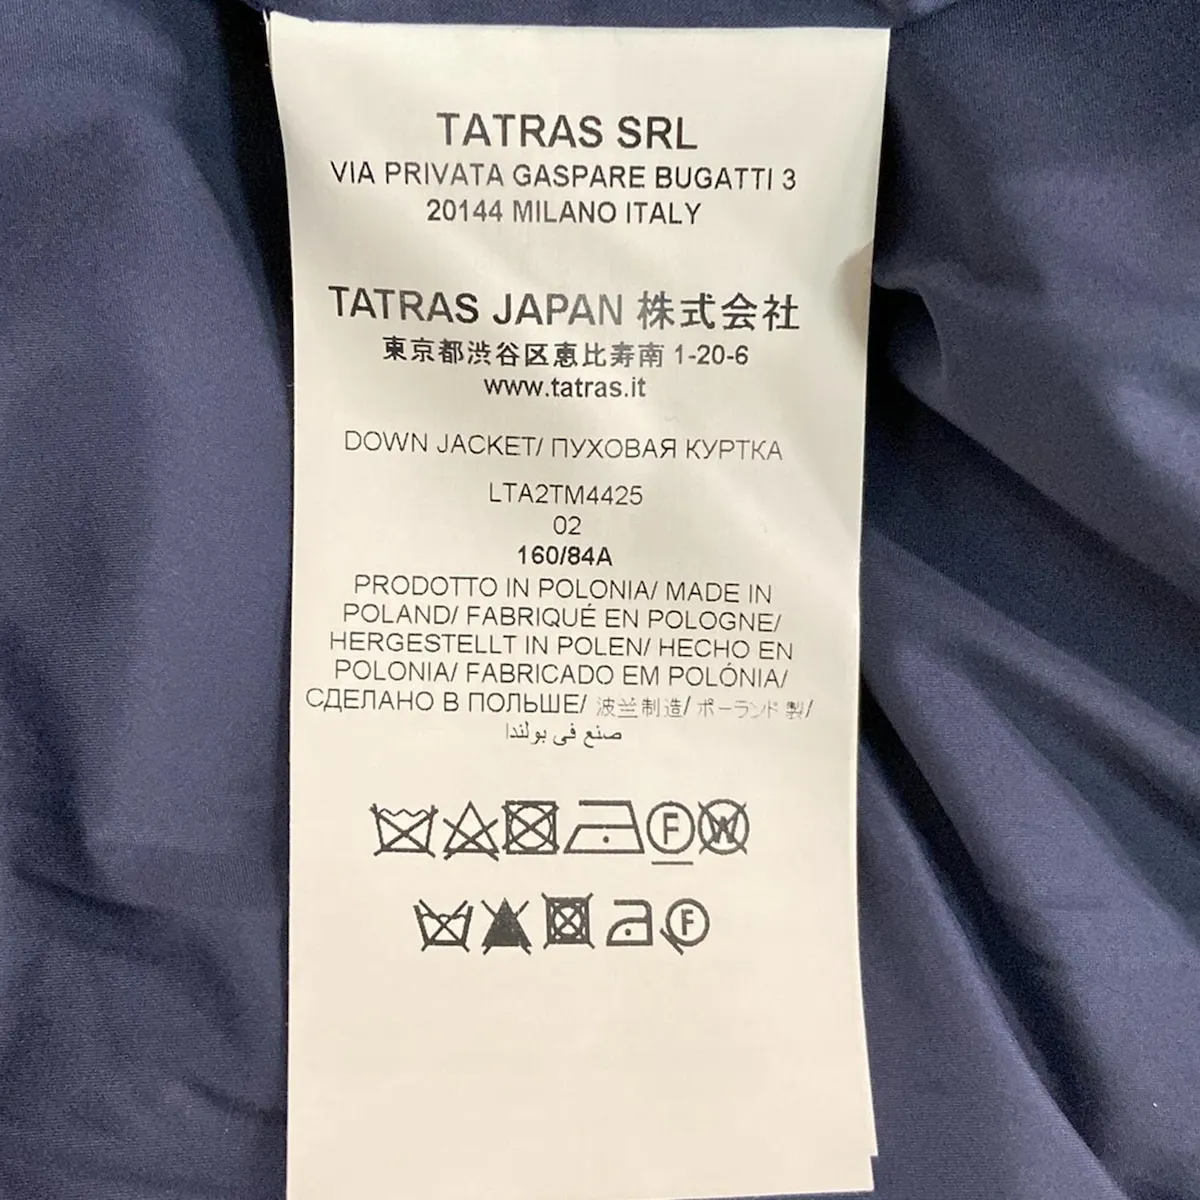 TATRAS SRL
VIA PRIVATA GASPARE BUGATTI 3
20144 MILANO ITALY
TATRAS JAPAN 株式会社
東京都渋谷区恵比寿南 1-20-6
www.tatras.it
DOWN JACKET/ ПУХОВАЯ КУРТКА
LTA2TM4425
02
160/84A
PRODOTTO IN POLONIA/ MADE IN
POLAND/ FABRIQUÉ EN POLOGNE/
HERGESTELLT IN POLEN/ HECHO EN
POLONIA/ FABRICADO EM POLÓNIA/
СДЕЛАНО В ПОЛЬШЕ/ 波兰制造/ ポーランド 製/
صنع في بولندا
F W
F